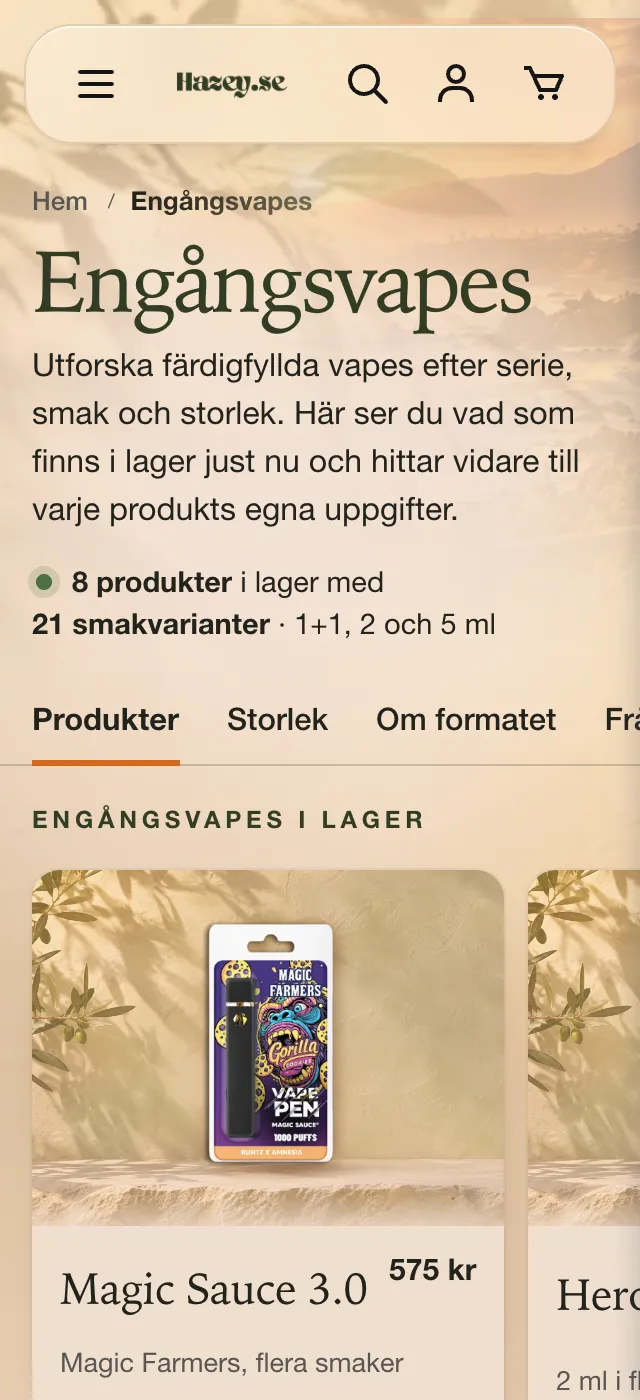 Hazey.se
Hem / Engångsvapes
Engångsvapes
Utforska färdigfyllda vapes efter serie,
smak och storlek. Här ser du vad som
finns i lager just nu och hittar vidare till
varje produkts egna uppgifter.
8 produkter i lager med
21 smakvarianter · 1+1, 2 och 5 ml
Produkter Storlek Om formatet
ENGÅNGSVAPES I LAGER
MAGIC
FARMERS
Gorilla
COOKIES
VAPE
PEN
MAGIC SAUCE
1000 PUFFS
RUNTZ X AMNESIA
Magic Sauce 3.0 575 kr
Magic Farmers, flera smaker
2 ml i